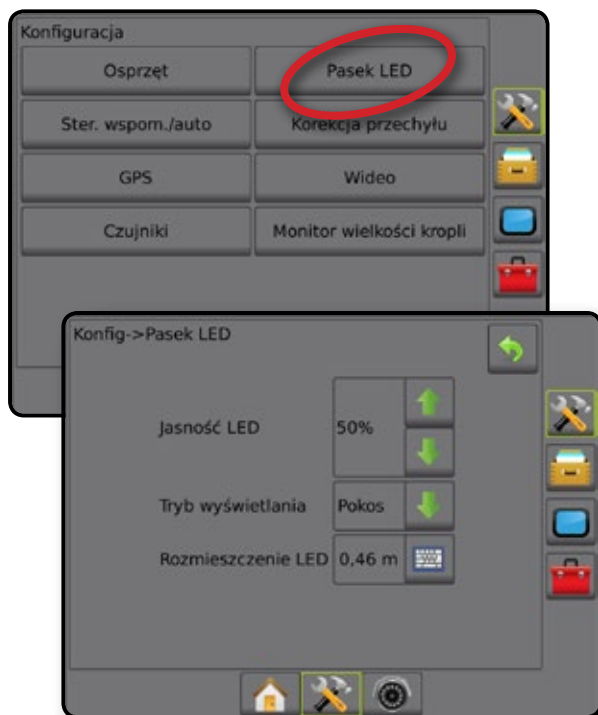 Konfiguracja
Osprzęt
Pasek LED
Ster. wspom./auto
Korekcja przechyłu
GPS
Wideo
Czujniki
Monitor wielkości kropli
Konfig->Pasek LED
Jasność LED
50%
Tryb wyświetlania
Pokos
Rozmieszczenie LED
0,46 m